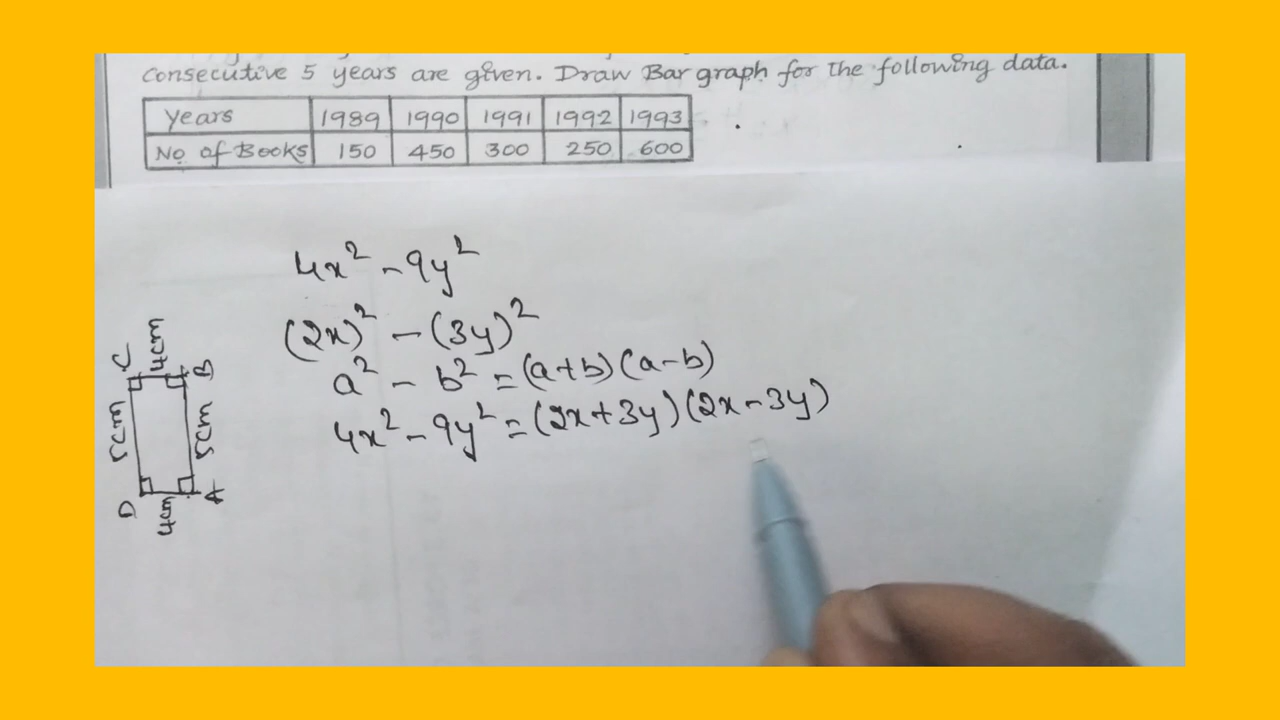 consecutive 5 years are given. Draw Bar graph for the following data.
Years 1989 1990 1991 1992 1993
No of Books 150 450 300 250 600
4x² - 9y²
(2x)² - (3y)²
a² - b² = (a+b)(a-b)
4x² - 9y² = (2x+3y)(2x-3y)
C
4cm
B
5cm
5cm
D
4cm
A